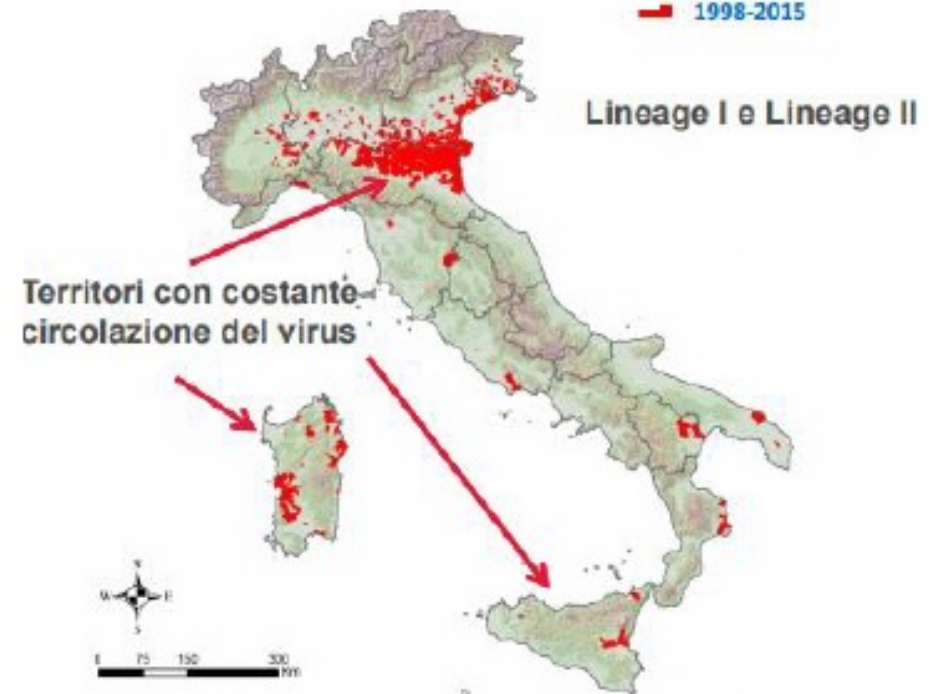 1998-2015
Lineage I e Lineage II
Territori con costante
circolazione del virus
N
W E
S
0 75 150 300
Km